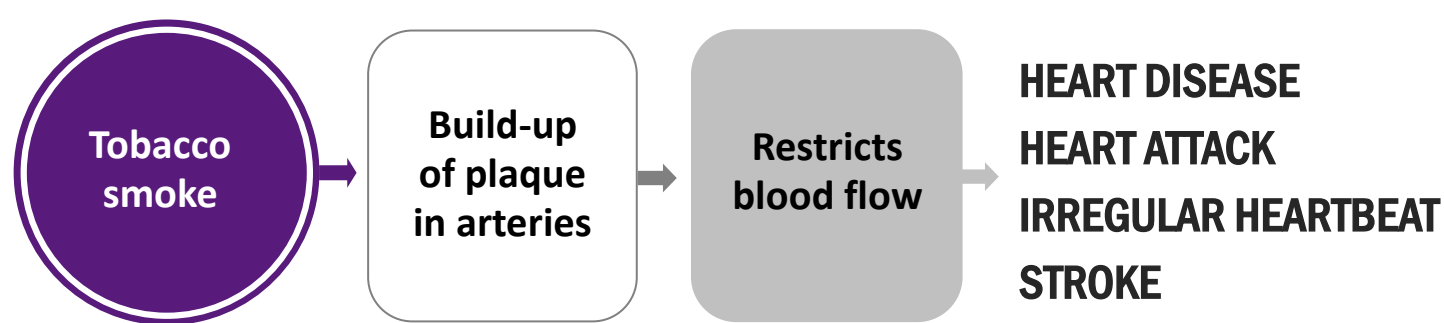 Tobacco
smoke
Build-up
of plaque
in arteries
Restricts
blood flow
HEART DISEASE
HEART ATTACK
IRREGULAR HEARTBEAT
STROKE